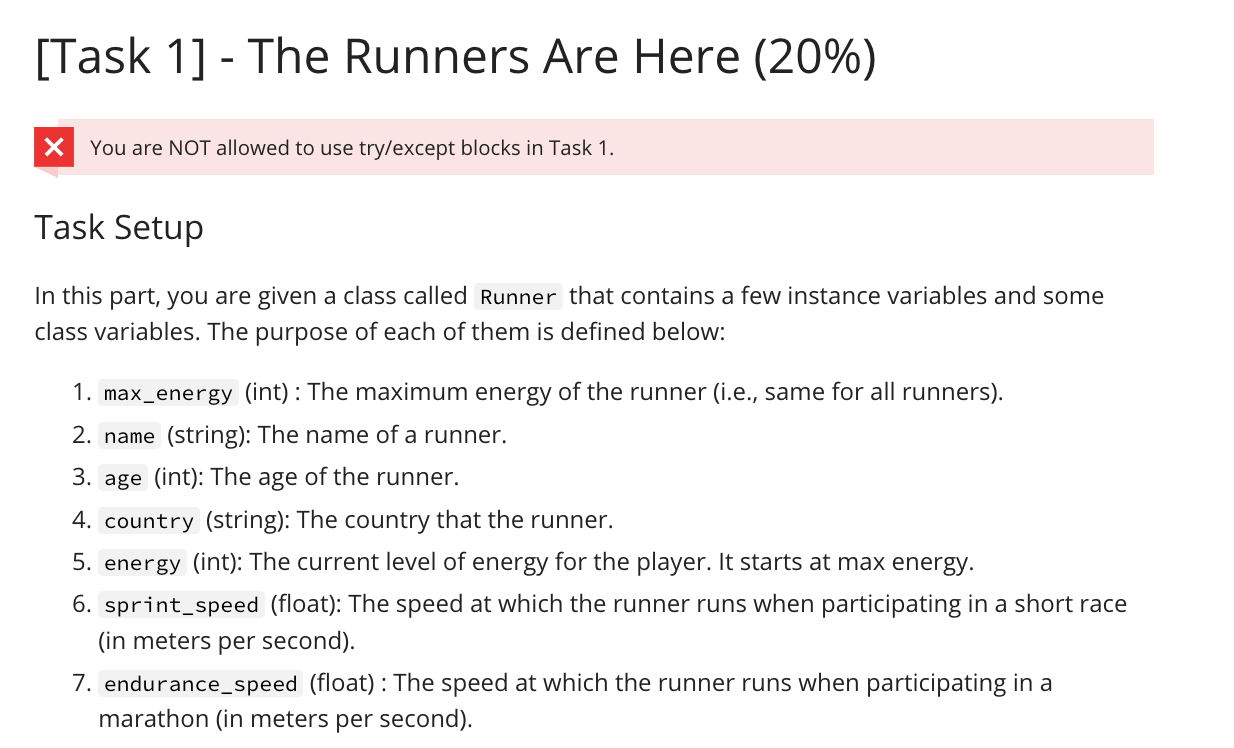 [Task 1] - The Runners Are Here (20%)
You are NOT allowed to use try/except blocks in Task 1.
Task Setup
In this part, you are given a class called Runner that contains a few instance variables and some
class variables. The purpose of each of them is defined below:
1. max_energy (int) : The maximum energy of the runner (i.e., same for all runners).
2. name (string): The name of a runner.
3. age (int): The age of the runner.
4. country (string): The country that the runner.
5. energy (int): The current level of energy for the player. It starts at max energy.
6. sprint_speed (float): The speed at which the runner runs when participating in a short race
(in meters per second).
7. endurance_speed (float) : The speed at which the runner runs when participating in a
marathon (in meters per second).